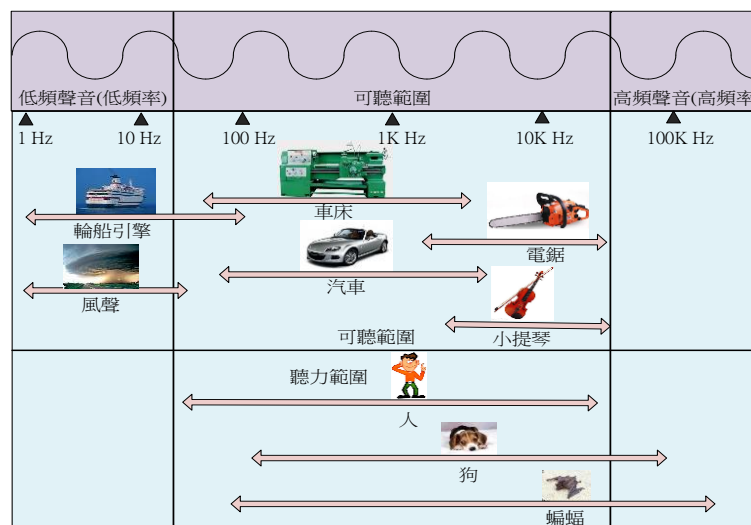 低頻聲音(低頻率) 可聽範圍 高頻聲音(高頻率)
1 Hz 10 Hz 100 Hz 1K Hz 10K Hz 100K Hz
車床
輪船引擎
電鋸
汽車
風聲
可聽範圍
小提琴
聽力範圍
人
狗
蝙蝠